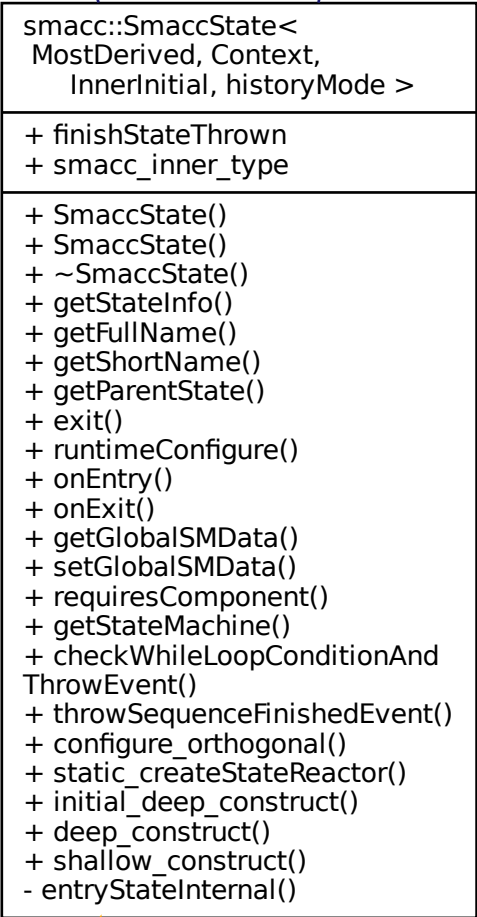 smacc::SmaccState<
MostDerived, Context,
InnerInitial, historyMode >
+ finishStateThrown
+ smacc_inner_type
+ SmaccState()
+ SmaccState()
+ ~SmaccState()
+ getStateInfo()
+ getFullName()
+ getShortName()
+ getParentState()
+ exit()
+ runtimeConfigure()
+ onEntry()
+ onExit()
+ getGlobalSMData()
+ setGlobalSMData()
+ requiresComponent()
+ getStateMachine()
+ checkWhileLoopConditionAnd
ThrowEvent()
+ throwSequenceFinishedEvent()
+ configure_orthogonal()
+ static_createStateReactor()
+ initial_deep_construct()
+ deep_construct()
+ shallow_construct()
- entryStateInternal()